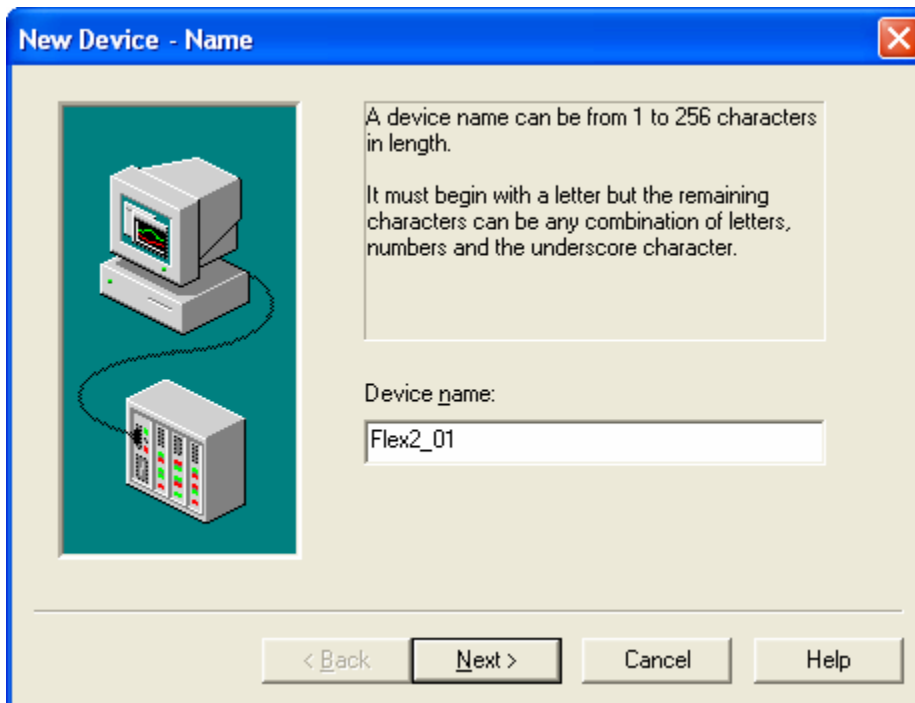 New Device - Name
A device name can be from 1 to 256 characters
in length.
It must begin with a letter but the remaining
characters can be any combination of letters,
numbers and the underscore character.
Device name:
Flex2_01
< Back
Next >
Cancel
Help